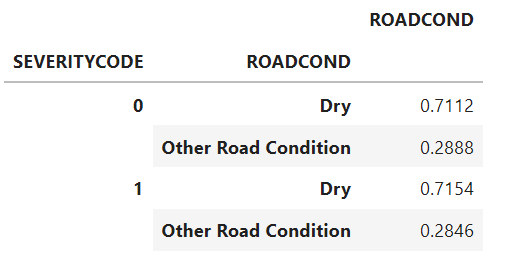 ROADCOND
SEVERITYCODE ROADCOND
0 Dry 0.7112
Other Road Condition 0.2888
1 Dry 0.7154
Other Road Condition 0.2846